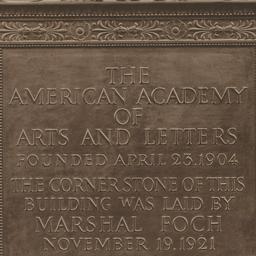 THE
AMERICAN ACADEMY
OF
ARTS AND LETTERS
FOUNDED APRIL 23.1904
THE CORNERSTONE OF THIS
BUILDING WAS LAID BY
MARSHAL FOCH
NOVEMBER 19.1921